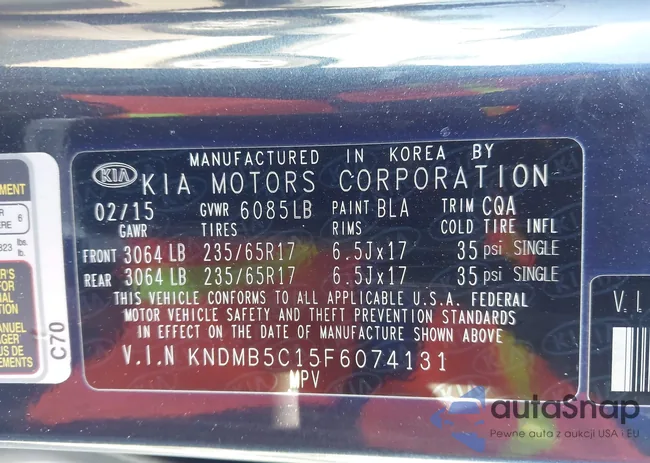 MANUFACTURED IN KOREA BY
KIA KIA MOTORS CORPORATION
02/15 GVWR 6085LB PAINT BLA TRIM CQA
GAWR TIRES RIMS COLD TIRE INFL
FRONT 3064 LB 235/65R17 6.5Jx17 35 psi SINGLE
REAR 3064 LB 235/65R17 6.5Jx17 35 psi SINGLE
THIS VEHICLE CONFORMS TO ALL APPLICABLE U.S.A. FEDERAL
MOTOR VEHICLE SAFETY AND THEFT PREVENTION STANDARDS
IN EFFECT ON THE DATE OF MANUFACTURE SHOWN ABOVE
V.I.N KNDMB5C15F6074131
MPV
C70
V.I.
autoSnap
Pewne auta z aukcji USA i EU